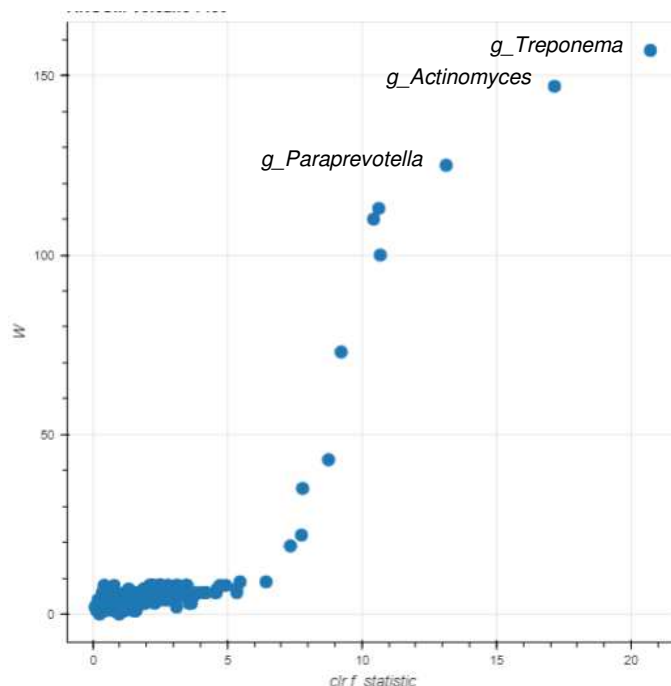 g_Treponema
g_Actinomyces
g_Paraprevotella
150
100
50
0
W
0 5 10 15 20
clr f_statistic